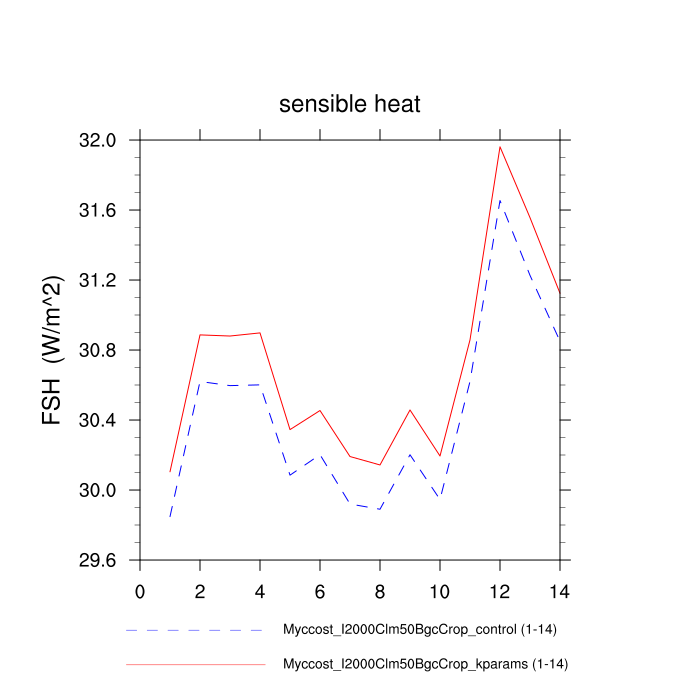 sensible heat
FSH (W/m^2)
32.0
31.6
31.2
30.8
30.4
30.0
29.6
0 2 4 6 8 10 12 14
Myccost_I2000Clm50BgcCrop_control (1-14)
Myccost_I2000Clm50BgcCrop_kparams (1-14)